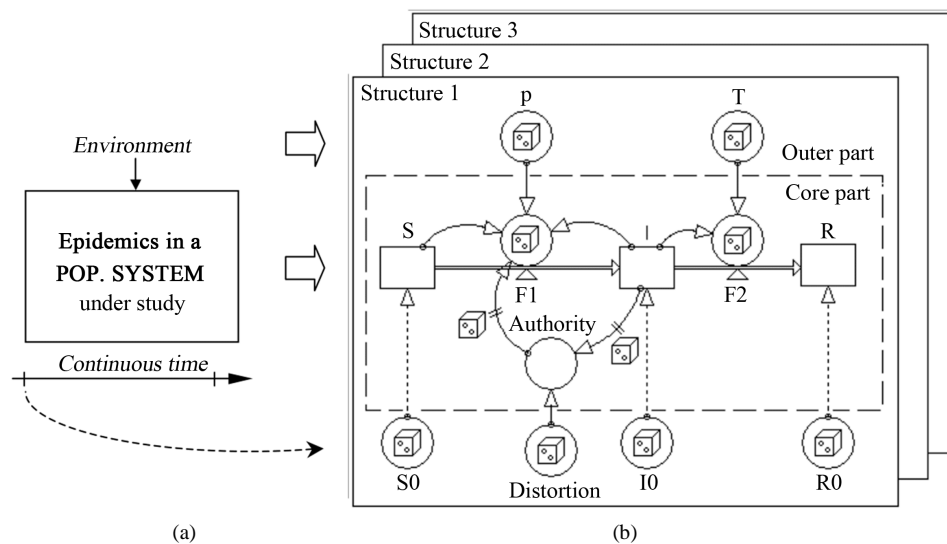 Structure 3
Structure 2
Structure 1
p
T
Environment
Outer part
Core part
Epidemics in a
POP. SYSTEM
under study
S
I
R
F1
F2
Authority
Continuous time
S0
Distortion
I0
R0
(a)
(b)